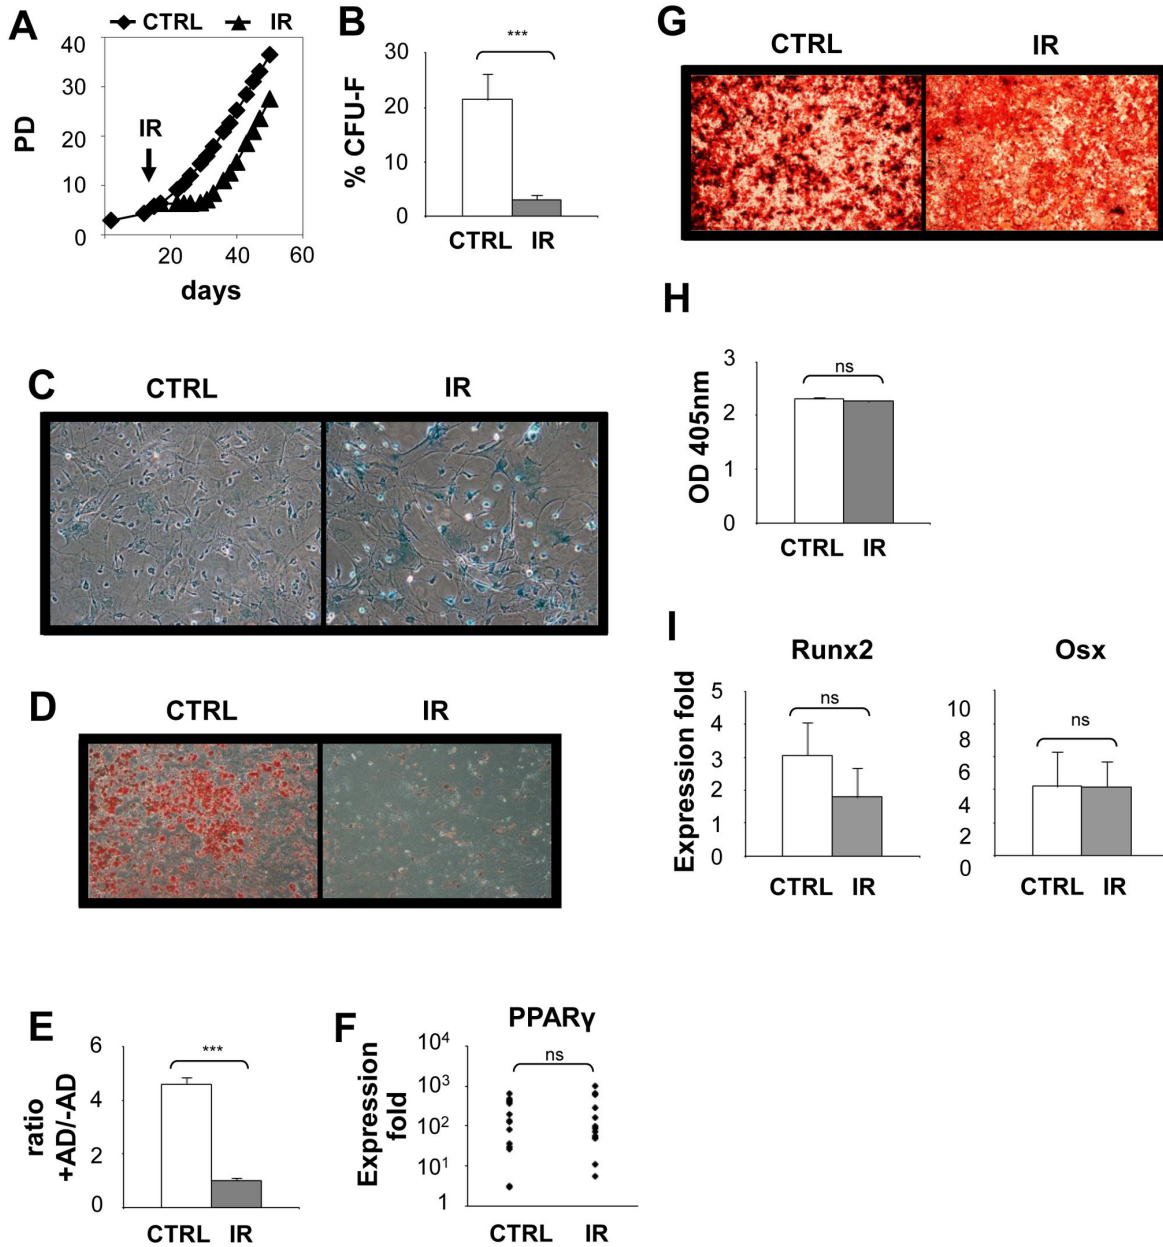 A
CTRL IR
40
30
20
10
0
PD
IR
20 40 60
days
B
***
30
20
10
0
% CFU-F
CTRL IR
C
CTRL IR
D
CTRL IR
E
***
6
4
2
0
ratio
+AD/-AD
CTRL IR
F
PPARγ
ns
10⁴
10³
10²
10¹
1
Expression
fold
CTRL IR
G
CTRL IR
H
ns
3
2
1
0
OD 405nm
CTRL IR
I
Runx2
ns
5
4
3
2
1
0
Expression fold
CTRL IR
Osx
ns
10
8
6
4
2
0
CTRL IR